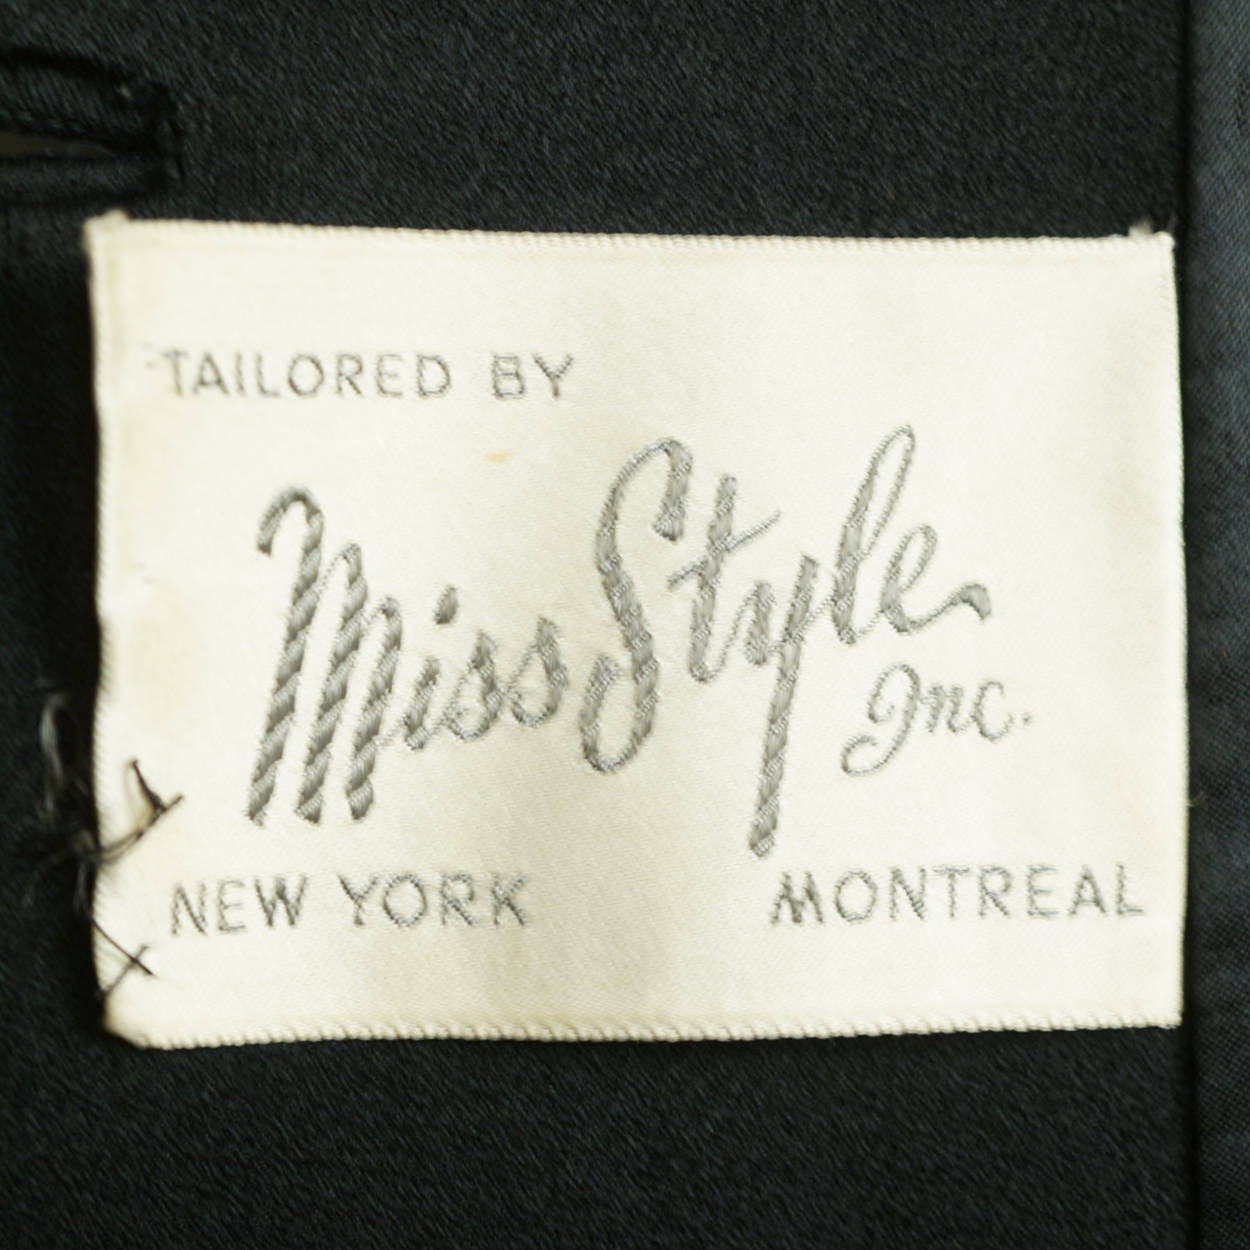 TAILORED BY
Miss Style
Inc.
NEW YORK MONTREAL